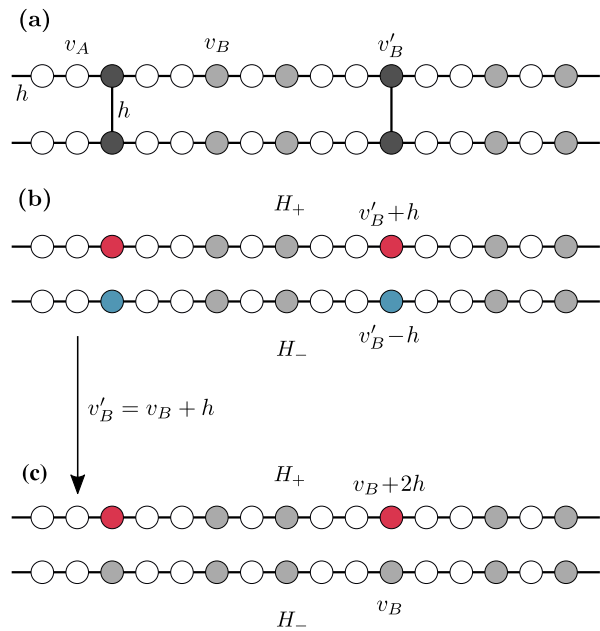 (a)
v_A v_B v'_B
h
h
(b)
H_+ v'_B+h
H_− v'_B−h
v'_B = v_B + h
(c)
H_+ v_B+2h
v_B
H_−